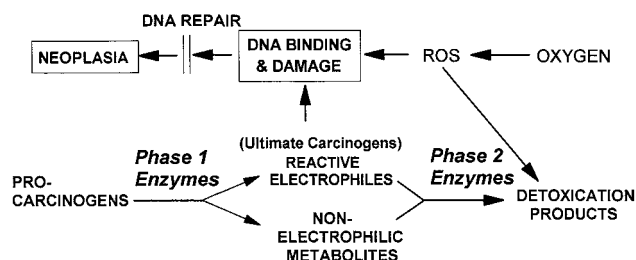 DNA REPAIR
NEOPLASIA
DNA BINDING
& DAMAGE
ROS
OXYGEN
(Ultimate Carcinogens)
REACTIVE
ELECTROPHILES
Phase 1
Enzymes
Phase 2
Enzymes
PRO-
CARCINOGENS
NON-
ELECTROPHILIC
METABOLITES
DETOXICATION
PRODUCTS